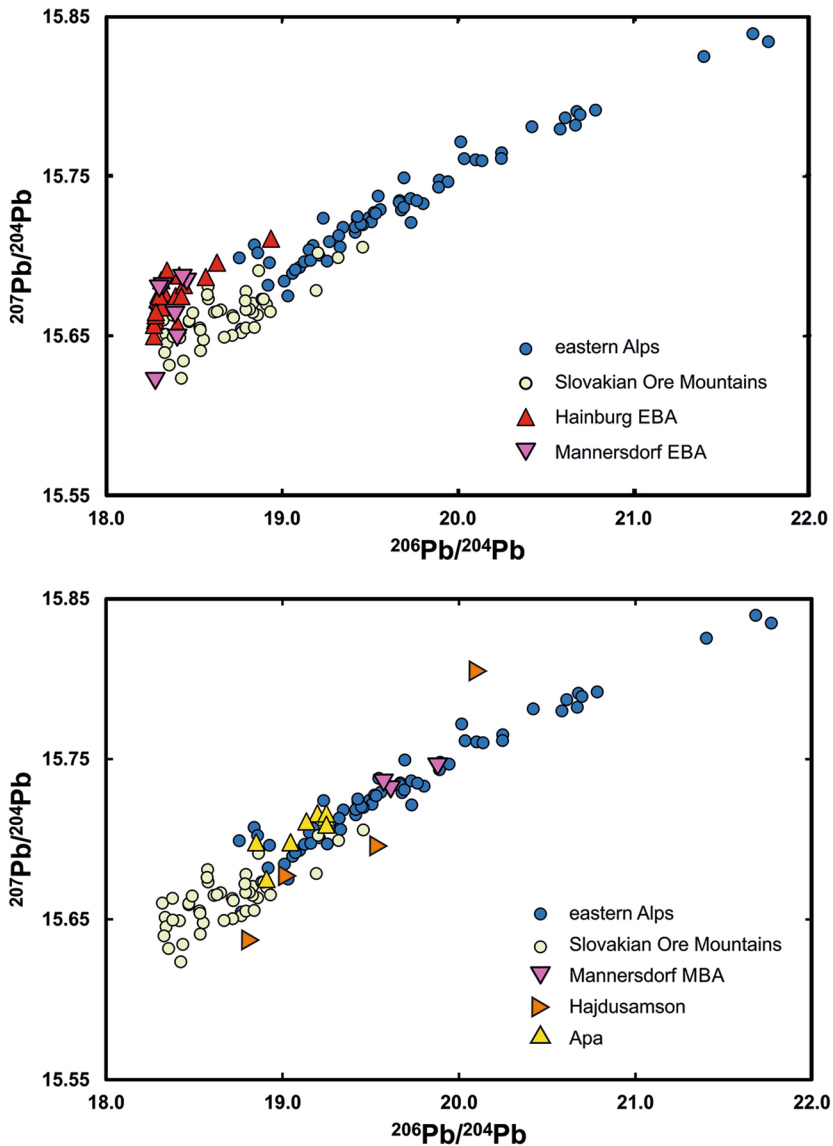 15.85
15.75
15.65
15.55
²⁰⁷Pb/²⁰⁴Pb
eastern Alps
Slovakian Ore Mountains
Hainburg EBA
Mannersdorf EBA
18.0 19.0 20.0 21.0 22.0
²⁰⁶Pb/²⁰⁴Pb
15.85
15.75
15.65
15.55
²⁰⁷Pb/²⁰⁴Pb
eastern Alps
Slovakian Ore Mountains
Mannersdorf MBA
Hajdusamson
Apa
18.0 19.0 20.0 21.0 22.0
²⁰⁶Pb/²⁰⁴Pb